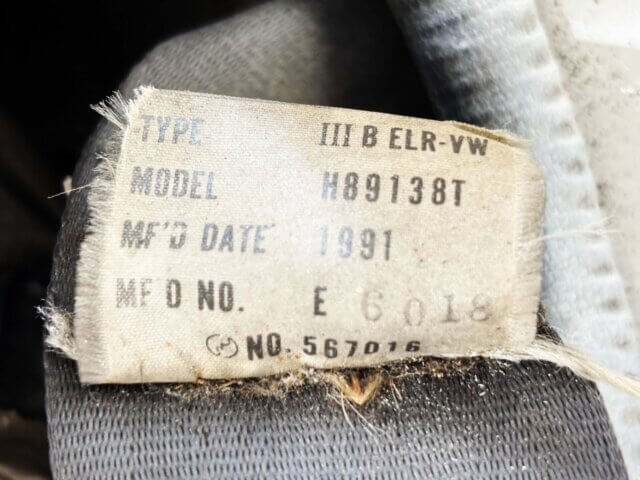 TYPE III B ELR-VW
MODEL H89138T
MF'D DATE 1991
MF'D NO. E 6018
NO. 567016